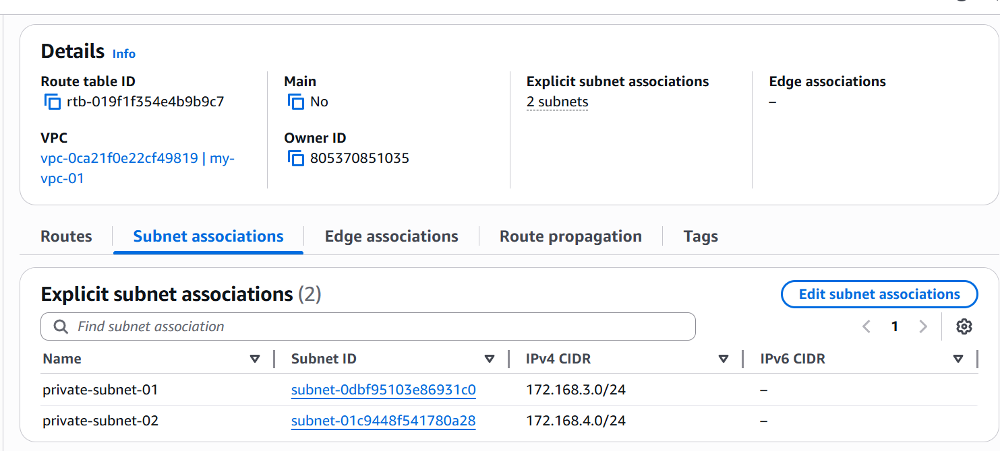 Details Info
Route table ID
rtb-019f1f354e4b9b9c7
Main
No
Explicit subnet associations
2 subnets
Edge associations
–
VPC
vpc-0ca21f0e22cf49819 | my-
vpc-01
Owner ID
805370851035
Routes Subnet associations Edge associations Route propagation Tags
Explicit subnet associations (2)
Edit subnet associations
Find subnet association
1
Name Subnet ID IPv4 CIDR IPv6 CIDR
private-subnet-01 subnet-0dbf95103e86931c0 172.168.3.0/24 –
private-subnet-02 subnet-01c9448f541780a28 172.168.4.0/24 –